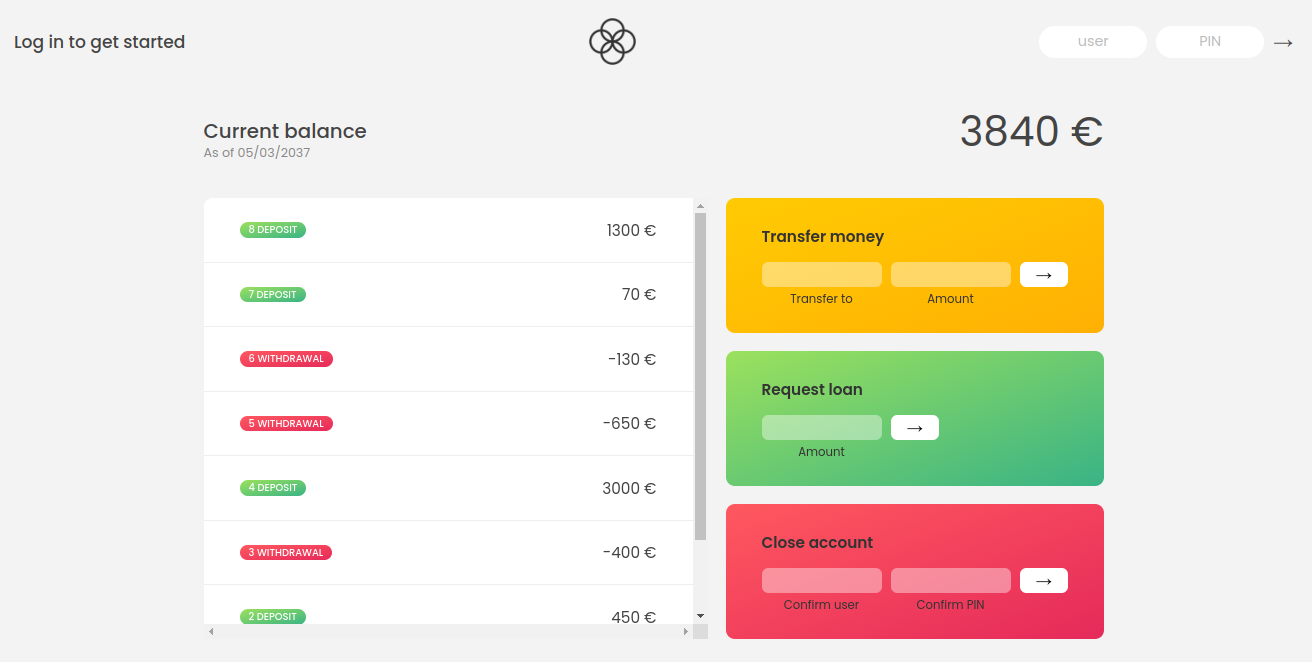 Log in to get started
user
PIN
→
Current balance
As of 05/03/2037
3840 €
8 DEPOSIT
1300 €
7 DEPOSIT
70 €
6 WITHDRAWAL
-130 €
5 WITHDRAWAL
-650 €
4 DEPOSIT
3000 €
3 WITHDRAWAL
-400 €
2 DEPOSIT
450 €
Transfer money
→
Transfer to
Amount
Request loan
→
Amount
Close account
→
Confirm user
Confirm PIN